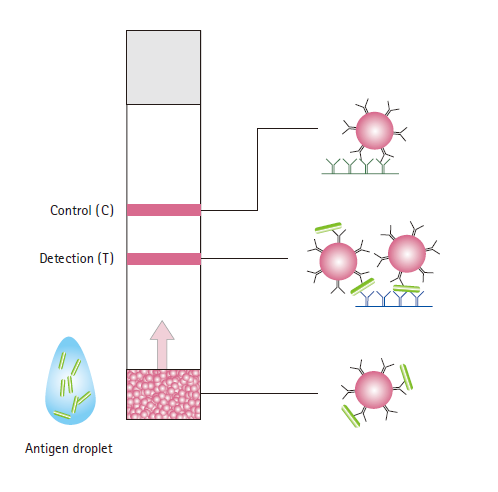 Control (C)
Detection (T)
Antigen droplet